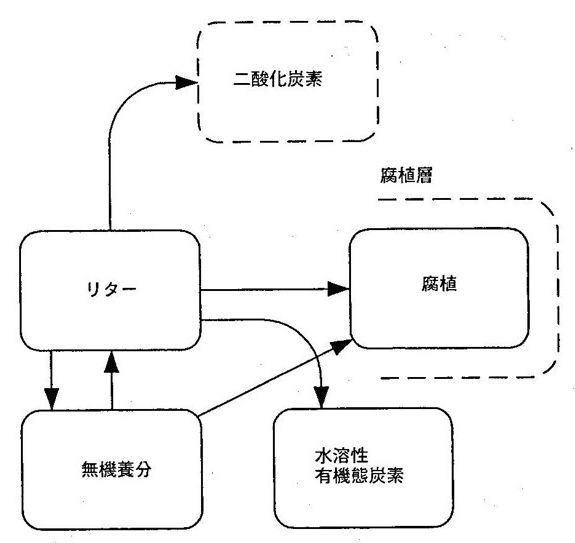 二酸化炭素
腐植層
リター
腐植
無機養分
水溶性
有機態炭素